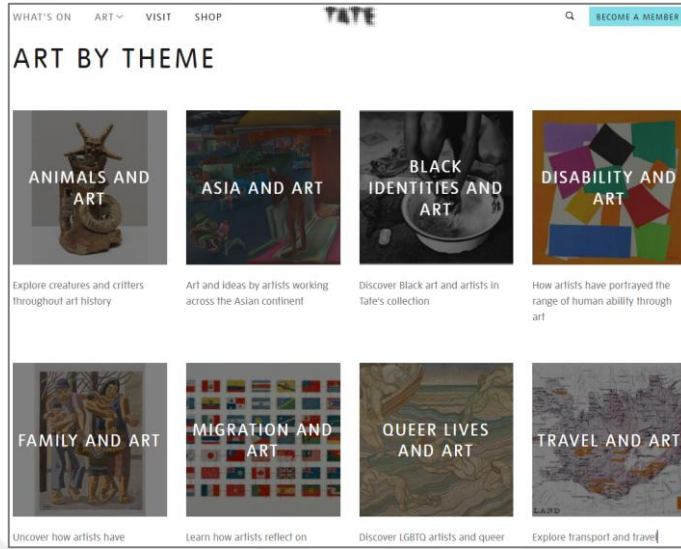 WHAT'S ON ART VISIT SHOP TATE BECOME A MEMBER
ART BY THEME
ANIMALS AND
ART
ASIA AND ART
BLACK
IDENTITIES AND
ART
DISABILITY AND
ART
Explore creatures and critters
throughout art history
Art and ideas by artists working
across the Asian continent
Discover Black art and artists in
Tate's collection
How artists have portrayed the
range of human ability through
art
FAMILY AND ART
MIGRATION AND
ART
QUEER LIVES
AND ART
TRAVEL AND ART
LAND
Uncover how artists have
Learn how artists reflect on
Discover LGBTQ artists and queer
Explore transport and travel